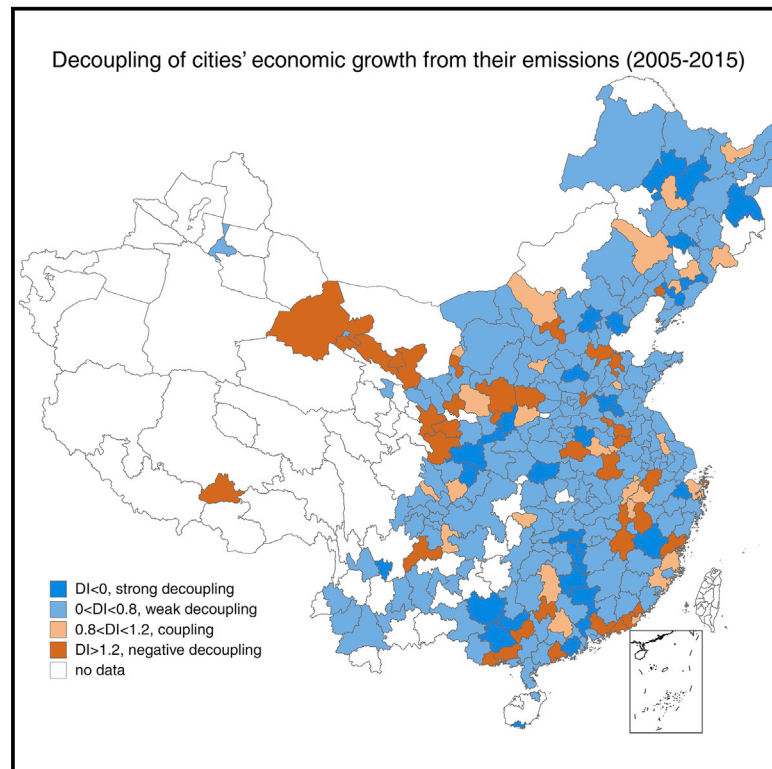 Decoupling of cities' economic growth from their emissions (2005-2015)
DI<0, strong decoupling
0<DI<0.8, weak decoupling
0.8<DI<1.2, coupling
DI>1.2, negative decoupling
no data